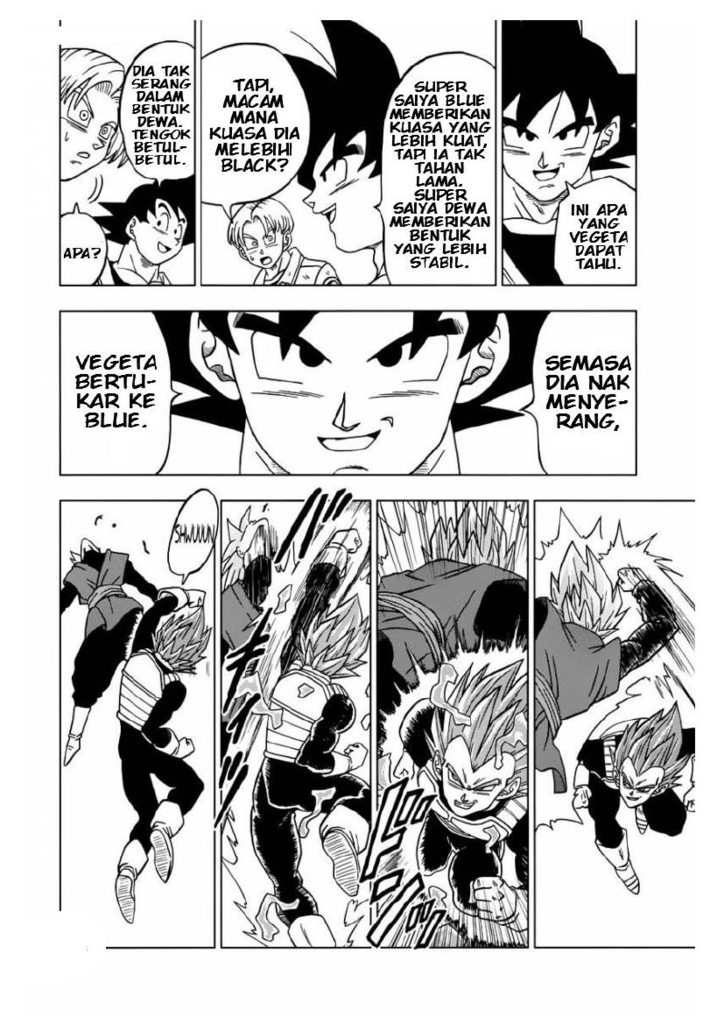 INI APA
YANG
VEGETA
DAPAT
TAHU.
SUPER
SAIYA BLUE
MEMBERIKAN
KUASA YANG
LEBIH KUAT,
TAPI IA TAK
TAHAN
LAMA.
SUPER
SAIYA DEWA
MEMBERIKAN
BENTUK
YANG LEBIH
STABIL.
TAPI,
MACAM
MANA
KUASA DIA
MELEBIHI
BLACK?
DIA TAK
SERANG
DALAM
BENTUK
DEWA.
TENGOK
BETUL-
BETUL.
APA?
SEMASA
DIA NAK
MENYE-
RANG,
VEGETA
BERTU-
KAR KE
BLUE.
SHWUUUN